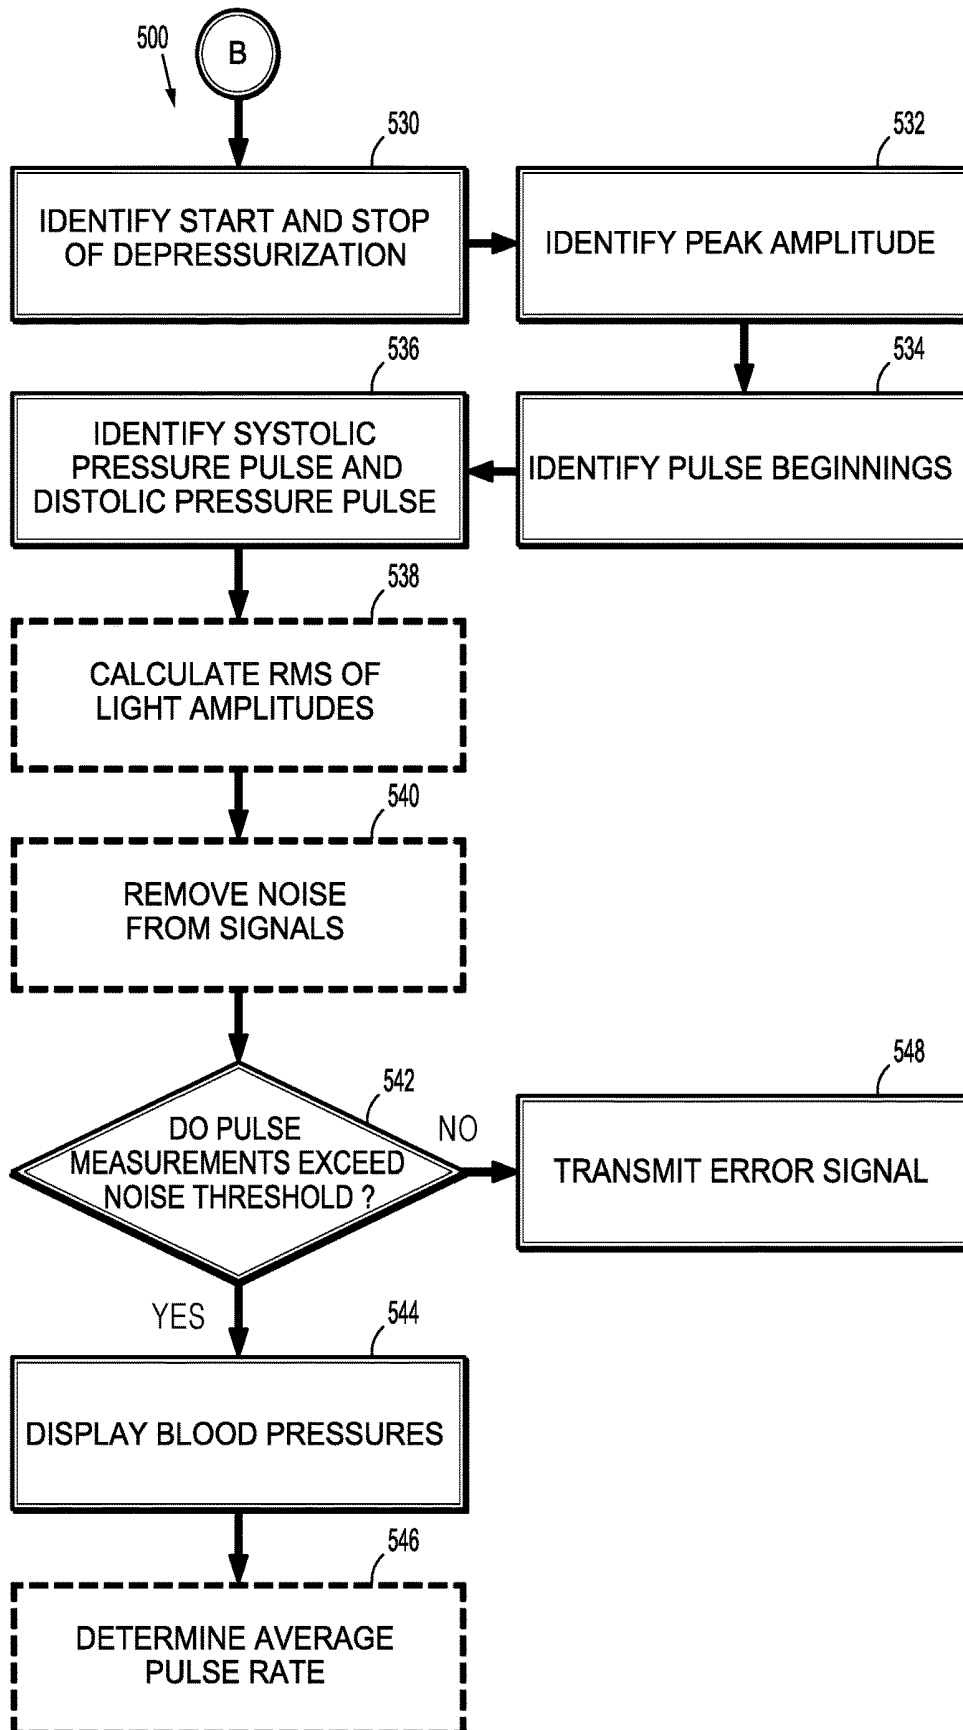 500
B
530
IDENTIFY START AND STOP
OF DEPRESSURIZATION
532
IDENTIFY PEAK AMPLITUDE
534
IDENTIFY PULSE BEGINNINGS
536
IDENTIFY SYSTOLIC
PRESSURE PULSE AND
DISTOLIC PRESSURE PULSE
538
CALCULATE RMS OF
LIGHT AMPLITUDES
540
REMOVE NOISE
FROM SIGNALS
542
DO PULSE
MEASUREMENTS EXCEED
NOISE THRESHOLD ?
NO
548
TRANSMIT ERROR SIGNAL
YES
544
DISPLAY BLOOD PRESSURES
546
DETERMINE AVERAGE
PULSE RATE